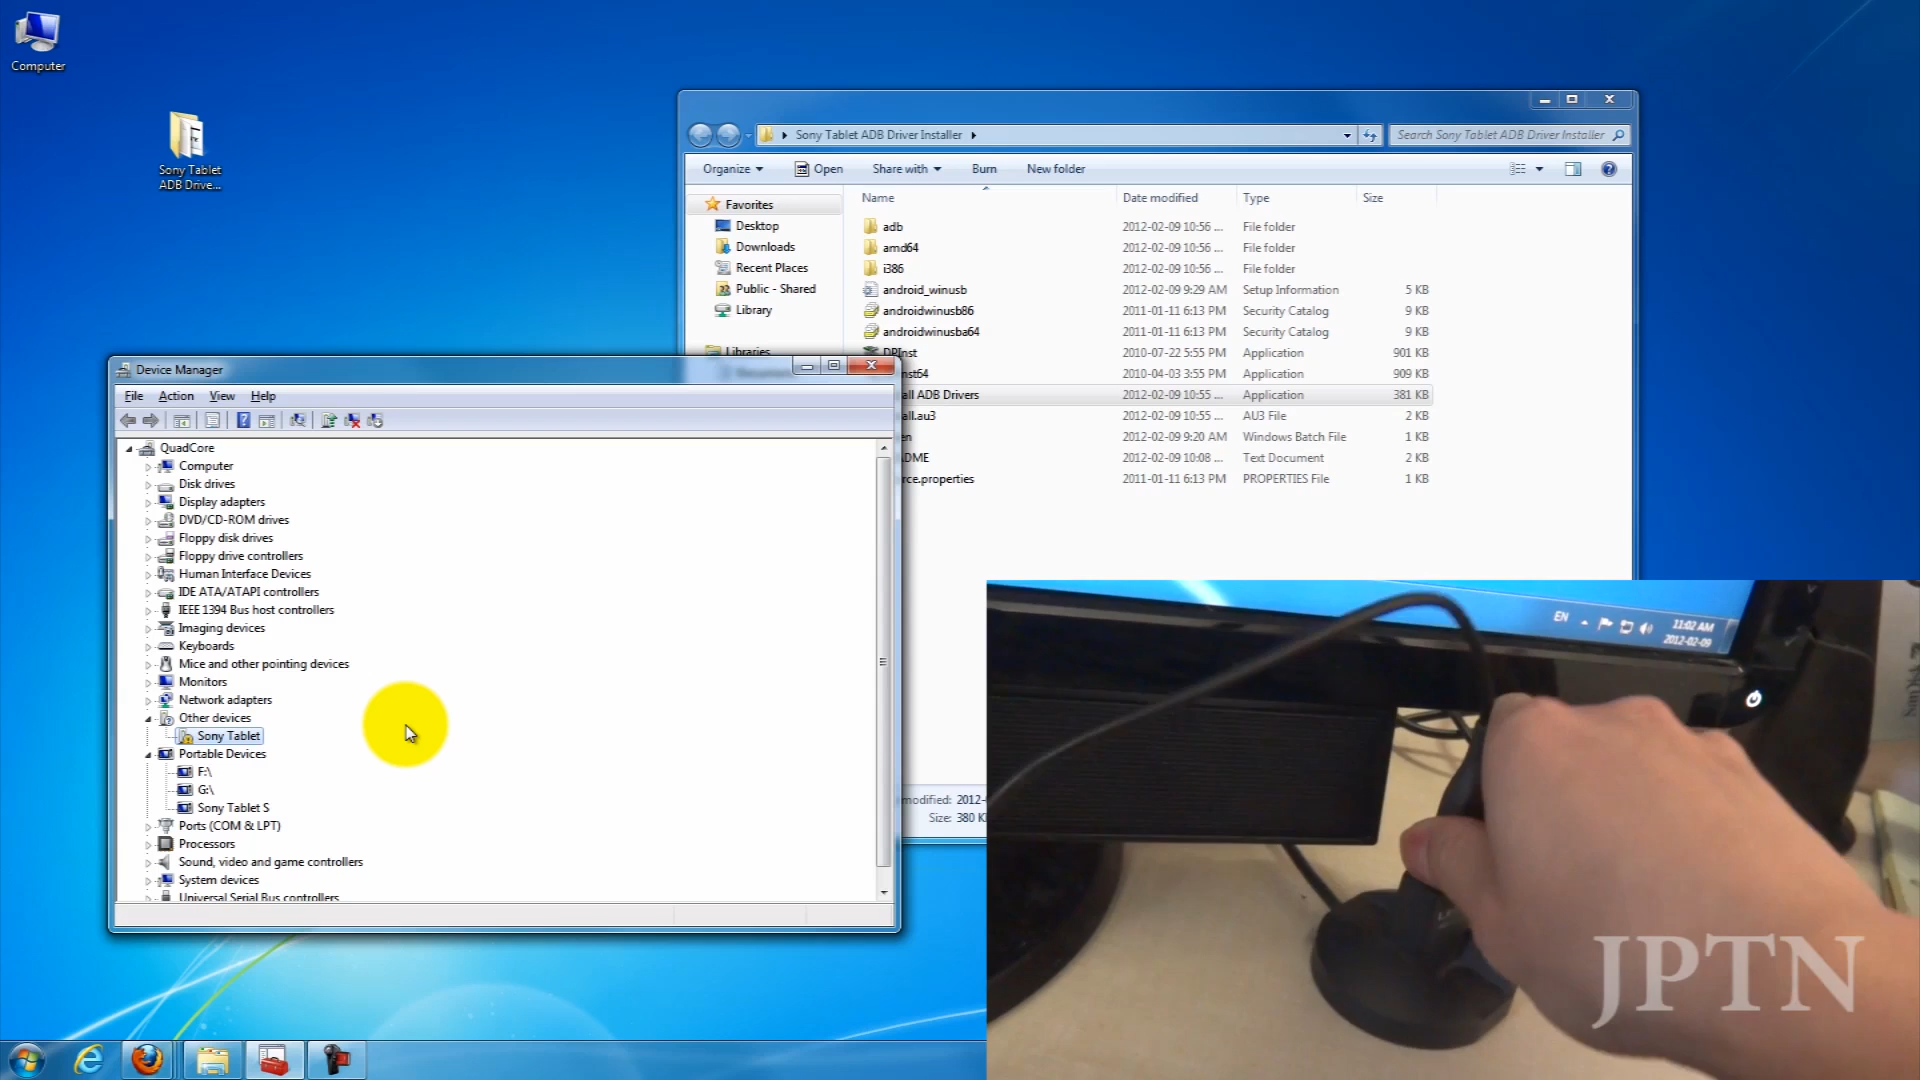 Computer
Sony Tablet
ADB Drive...
Sony Tablet ADB Driver Installer
Search Sony Tablet ADB Driver Installer
Organize
Open
Share with
Burn
New folder
Name
Date modified
Type
Size
Favorites
Desktop
Downloads
Recent Places
Public - Shared
Library
Libraries
adb 2012-02-09 10:56 ... File folder
amd64 2012-02-09 10:56 ... File folder
i386 2012-02-09 10:56 ... File folder
android_winusb 2012-02-09 9:29 AM Setup Information 5 KB
androidwinusb86 2011-01-11 6:13 PM Security Catalog 9 KB
androidwinusba64 2011-01-11 6:13 PM Security Catalog 9 KB
DPInst 2010-07-22 5:55 PM Application 901 KB
nst64 2010-04-03 3:55 PM Application 909 KB
all ADB Drivers 2012-02-09 10:55 ... Application 381 KB
all.au3 2012-02-09 10:55 ... AU3 File 2 KB
en 2012-02-09 9:20 AM Windows Batch File 1 KB
DME 2012-02-09 10:08 ... Text Document 2 KB
rce.properties 2011-01-11 6:13 PM PROPERTIES File 1 KB
modified: 2012-
Size: 380 K
Device Manager
File Action View Help
QuadCore
Computer
Disk drives
Display adapters
DVD/CD-ROM drives
Floppy disk drives
Floppy drive controllers
Human Interface Devices
IDE ATA/ATAPI controllers
IEEE 1394 Bus host controllers
Imaging devices
Keyboards
Mice and other pointing devices
Monitors
Network adapters
Other devices
Sony Tablet
Portable Devices
F:\
G:\
Sony Tablet S
Ports (COM & LPT)
Processors
Sound, video and game controllers
System devices
Universal Serial Bus controllers
EN
11:02 AM
2012-02-09
SanDisk
JPTN